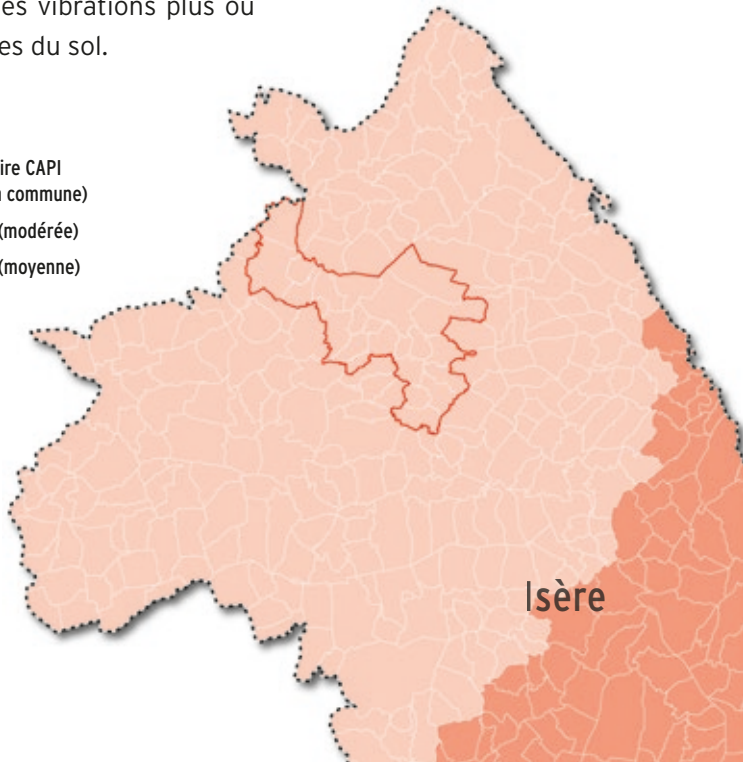 es vibrations plus ou
es du sol.
ire CAPI
commune)
(modérée)
(moyenne)
Isère